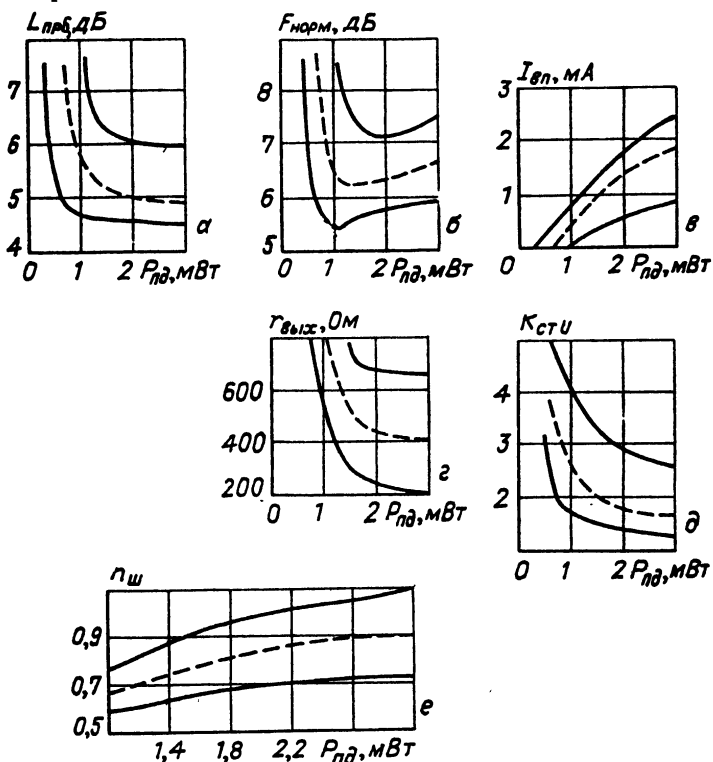 Lпрб, дБ
7
6
5
4
0 1 2 Pпд, мВт
а
Fнорм, дБ
8
7
6
5
0 1 2 Pпд, мВт
б
Iвп, мА
3
2
1
0 1 2 Pпд, мВт
в
rвых, Ом
600
400
200
0 1 2 Pпд, мВт
г
Kст U
4
3
2
0 1 2 Pпд, мВт
д
nш
0,9
0,7
0,5
1,4 1,8 2,2 Pпд, мВт
е